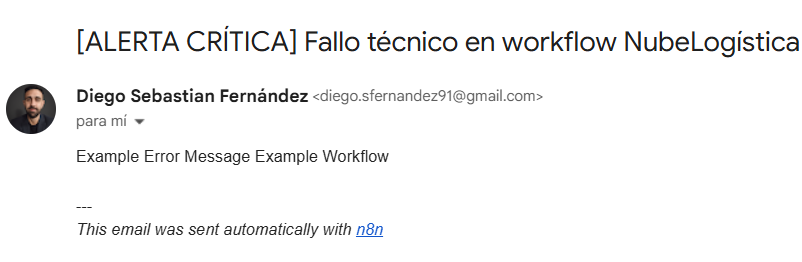 [ALERTA CRÍTICA] Fallo técnico en workflow NubeLogística
Diego Sebastian Fernández <diego.sfernandez91@gmail.com>
para mí
Example Error Message Example Workflow
---
This email was sent automatically with n8n